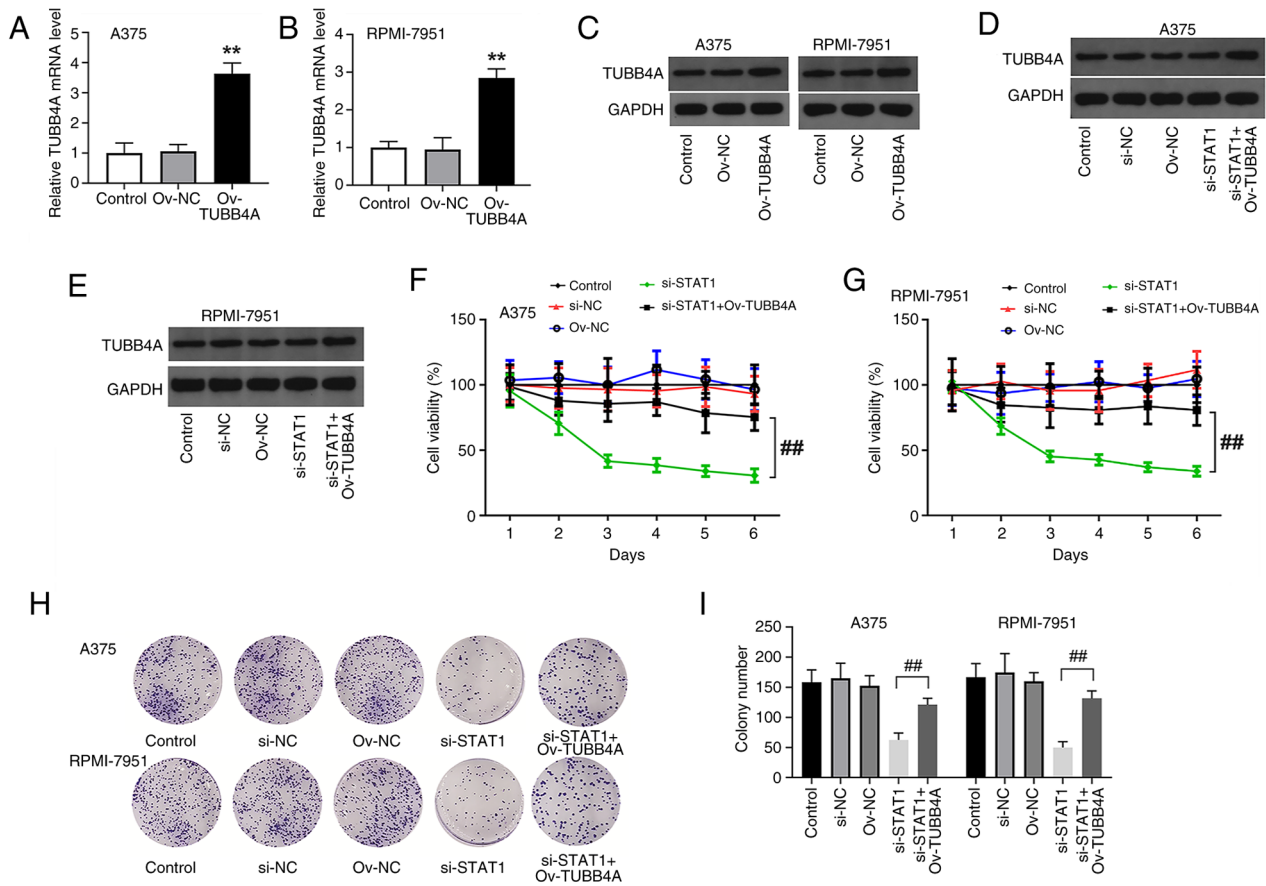 A
Relative TUBB4A mRNA level
A375
5
4
3
2
1
0
**
Control
Ov-NC
Ov-
TUBB4A
B
Relative TUBB4A mRNA level
RPMI-7951
4
3
2
1
0
**
Control
Ov-NC
Ov-
TUBB4A
C
A375
RPMI-7951
TUBB4A
GAPDH
Control
Ov-NC
Ov-TUBB4A
Control
Ov-NC
Ov-TUBB4A
D
A375
TUBB4A
GAPDH
Control
si-NC
Ov-NC
si-STAT1
si-STAT1+
Ov-TUBB4A
E
RPMI-7951
TUBB4A
GAPDH
Control
si-NC
Ov-NC
si-STAT1
si-STAT1+
Ov-TUBB4A
F
A375
Control
si-NC
Ov-NC
si-STAT1
si-STAT1+Ov-TUBB4A
Cell viability (%)
150
100
50
0
##
1 2 3 4 5 6
Days
G
RPMI-7951
Control
si-NC
Ov-NC
si-STAT1
si-STAT1+Ov-TUBB4A
Cell viability (%)
150
100
50
0
##
1 2 3 4 5 6
Days
H
A375
Control
si-NC
Ov-NC
si-STAT1
si-STAT1+
Ov-TUBB4A
RPMI-7951
Control
si-NC
Ov-NC
si-STAT1
si-STAT1+
Ov-TUBB4A
I
A375
RPMI-7951
Colony number
250
200
150
100
50
0
##
##
Control
si-NC
Ov-NC
si-STAT1
si-STAT1+
Ov-TUBB4A
Control
si-NC
Ov-NC
si-STAT1
si-STAT1+
Ov-TUBB4A